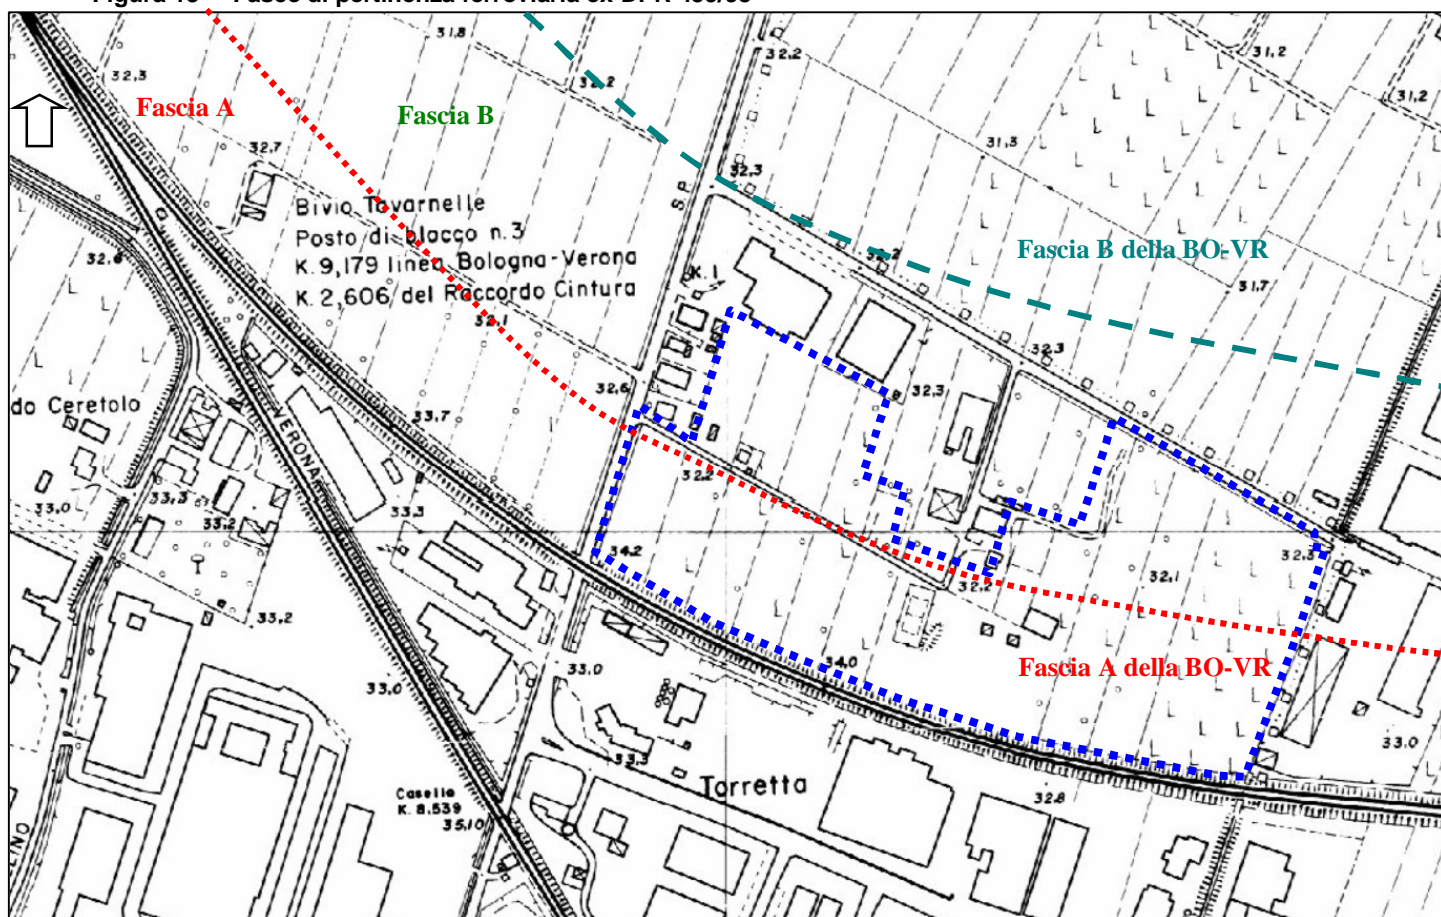 31,8
32,2
31,2
32,3
32,2
31,2
Fascia A
Fascia B
32,7
31,3
32,3
S. P.
Bivio Tavarnelle
Posto di blocco n.3
K.9,179 linea Bologna-Verona
K.2,606 del Raccordo Cintura
32,6
32,2
Fascia B della BO-VR
K.1
31,7
32,1
32,3
32,6
32,3
do Ceretolo
33,7
VERONA
32,2
33,3
33,0
33,2
33,3
34,2
32,3
32,2
32,1
33,2
Fascia A della BO-VR
34,0
33,0
33,0
33,0
33,3
Torretta
Casello
K. 8.539
35,10
32,8
LINO